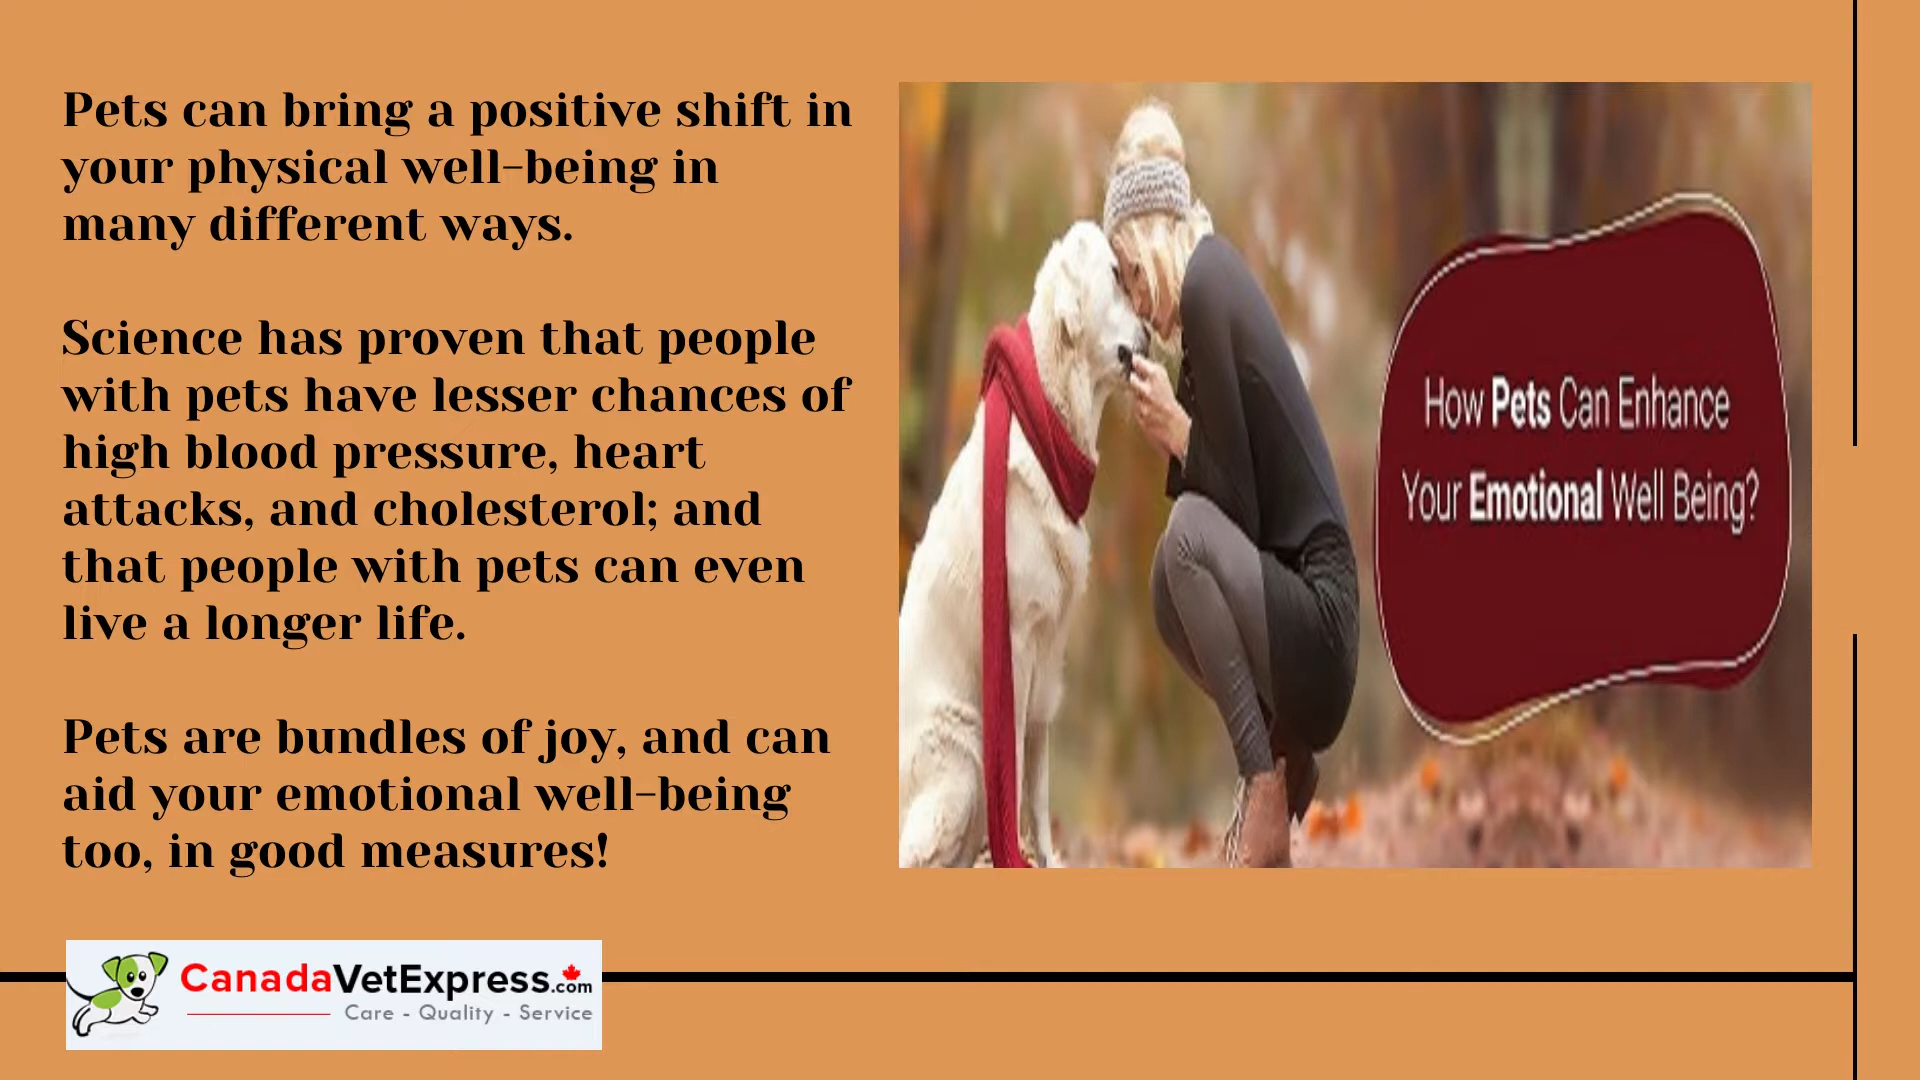 Pets can bring a positive shift in
your physical well-being in
many different ways.
Science has proven that people
with pets have lesser chances of
high blood pressure, heart
attacks, and cholesterol; and
that people with pets can even
live a longer life.
Pets are bundles of joy, and can
aid your emotional well-being
too, in good measures!
How Pets Can Enhance
Your Emotional Well Being?
CanadaVetExpress.com
Care - Quality - Service